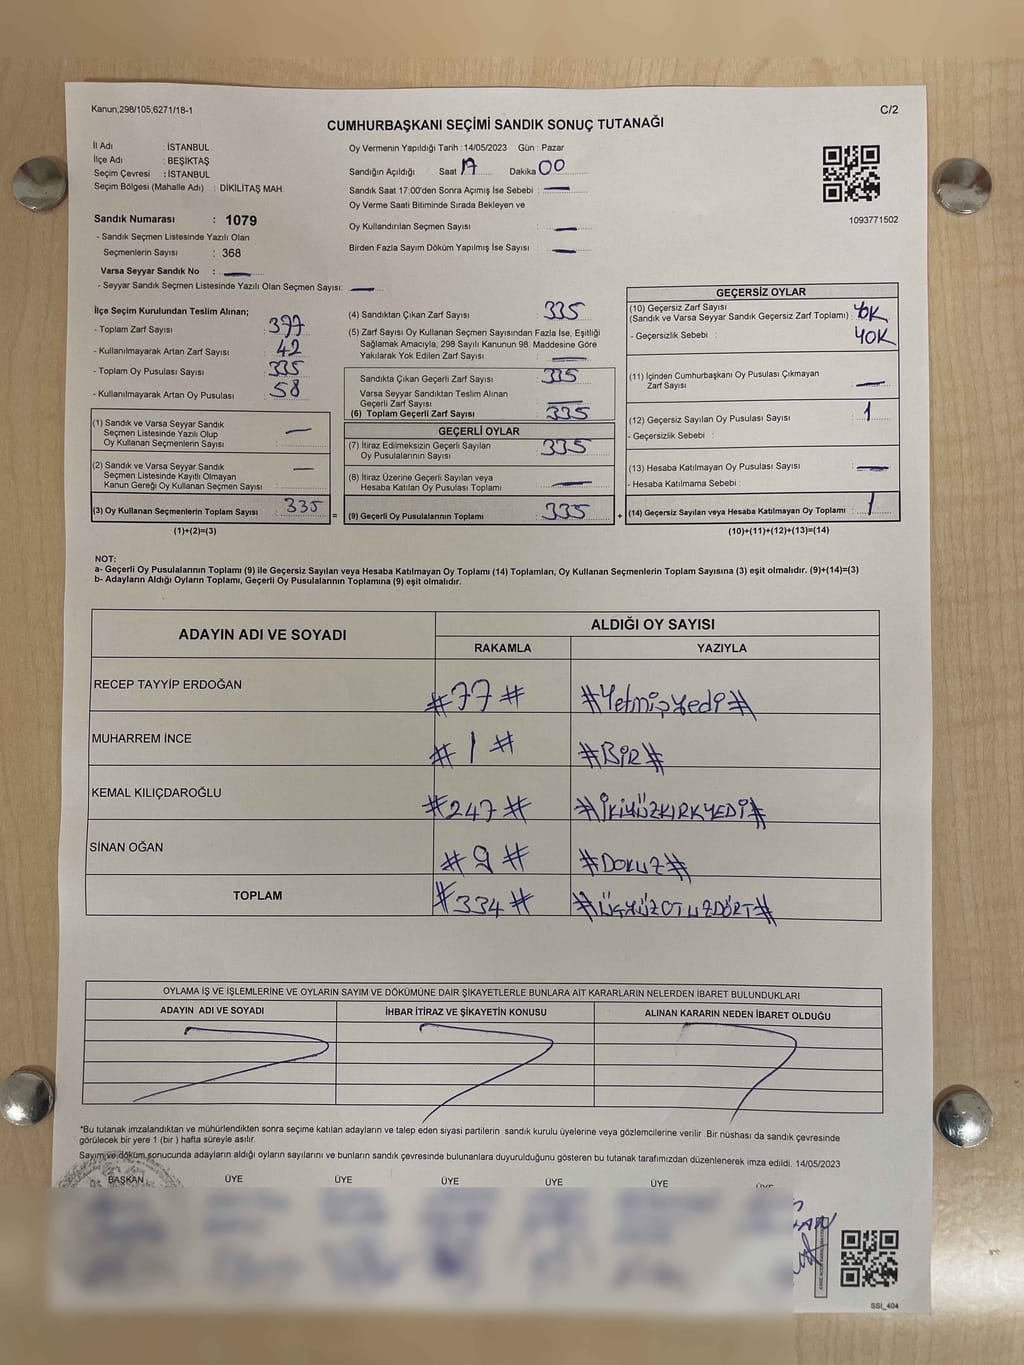 Kanun,298/105;6271/18-1
C/2
CUMHURBAŞKANI SEÇİMİ SANDIK SONUÇ TUTANAĞI
İl Adı : İSTANBUL
İlçe Adı : BEŞİKTAŞ
Seçim Çevresi : İSTANBUL
Seçim Bölgesi (Mahalle Adı) : DİKİLİTAŞ MAH.
Sandık Numarası : 1079
- Sandık Seçmen Listesinde Yazılı Olan
Seçmenlerin Sayısı : 368
Varsa Seyyar Sandık No :
- Seyyar Sandık Seçmen Listesinde Yazılı Olan Seçmen Sayısı:
Oy Vermenin Yapıldığı Tarih :14/05/2023 Gün : Pazar
Sandığın Açıldığı Saat 17 Dakika 00
Sandık Saat 17:00'den Sonra Açımış İse Sebebi :
Oy Verme Saati Bitiminde Sırada Bekleyen ve
Oy Kullandırılan Seçmen Sayısı :
Birden Fazla Sayım Döküm Yapılmış İse Sayısı :
1093771502
İlçe Seçim Kurulundan Teslim Alınan;
- Toplam Zarf Sayısı : 377
- Kullanılmayarak Artan Zarf Sayısı : 42
- Toplam Oy Pusulası Sayısı : 335
- Kullanılmayarak Artan Oy Pusulası : 58
(1) Sandık ve Varsa Seyyar Sandık
Seçmen Listesinde Yazılı Olup
Oy Kullanan Seçmenlerin Sayısı :
(2) Sandık ve Varsa Seyyar Sandık
Seçmen Listesinde Kayıtlı Olmayan
Kanun Gereği Oy Kullanan Seçmen Sayısı :
(3) Oy Kullanan Seçmenlerin Toplam Sayısı : 335 =
(1)+(2)=(3)
(4) Sandıktan Çıkan Zarf Sayısı : 335
(5) Zarf Sayısı Oy Kullanan Seçmen Sayısından Fazla İse, Eşitliği
Sağlamak Amacıyla, 298 Sayılı Kanunun 98. Maddesine Göre
Yakılarak Yok Edilen Zarf Sayısı :
Sandıkta Çıkan Geçerli Zarf Sayısı : 335
Varsa Seyyar Sandıktan Teslim Alınan
Geçerli Zarf Sayısı :
(6) Toplam Geçerli Zarf Sayısı : 335
GEÇERLİ OYLAR
(7) İtiraz Edilmeksizin Geçerli Sayılan
Oy Pusulalarının Sayısı : 335
(8) İtiraz Üzerine Geçerli Sayılan veya
Hesaba Katılan Oy Pusulası Toplamı :
(9) Geçerli Oy Pusulalarının Toplamı : 335 +
GEÇERSİZ OYLAR
(10) Geçersiz Zarf Sayısı
(Sandık ve Varsa Seyyar Sandık Geçersiz Zarf Toplamı) : YOK
- Geçersizlik Sebebi : YOK
(11) İçinden Cumhurbaşkanı Oy Pusulası Çıkmayan
Zarf Sayısı :
(12) Geçersiz Sayılan Oy Pusulası Sayısı : 1
- Geçersizlik Sebebi :
(13) Hesaba Katılmayan Oy Pusulası Sayısı :
- Hesaba Katılmama Sebebi :
(14) Geçersiz Sayılan veya Hesaba Katılmayan Oy Toplamı : 1
(10)+(11)+(12)+(13)=(14)
NOT:
a- Geçerli Oy Pusulalarının Toplamı (9) ile Geçersiz Sayılan veya Hesaba Katılmayan Oy Toplamı (14) Toplamları, Oy Kullanan Seçmenlerin Toplam Sayısına (3) eşit olmalıdır. (9)+(14)=(3)
b- Adayların Aldığı Oyların Toplamı, Geçerli Oy Pusulalarının Toplamına (9) eşit olmalıdır.
ADAYIN ADI VE SOYADI
ALDIĞI OY SAYISI
RAKAMLA YAZIYLA
RECEP TAYYİP ERDOĞAN #77# #Yetmişyedi#
MUHARREM İNCE #1# #BİR#
KEMAL KILIÇDAROĞLU #247# #İKİYÜZKIRKYEDİ#
SİNAN OĞAN #9# #DOKUZ#
TOPLAM #334# #ÜÇYÜZOTUZDÖRT#
OYLAMA İŞ VE İŞLEMLERİNE VE OYLARIN SAYIM VE DÖKÜMÜNE DAİR ŞİKAYETLERLE BUNLARA AİT KARARLARIN NELERDEN İBARET BULUNDUKLARI
ADAYIN ADI VE SOYADI İHBAR İTİRAZ VE ŞİKAYETİN KONUSU ALINAN KARARIN NEDEN İBARET OLDUĞU
*Bu tutanak imzalandıktan ve mühürlendikten sonra seçime katılan adayların ve talep eden siyasi partilerin sandık kurulu üyelerine veya gözlemcilerine verilir .Bir nüshası da sandık çevresinde
görülecek bir yere 1 (bir ) hafta süreyle asılır.
Sayım ve döküm sonucunda adayların aldığı oyların sayılarını ve bunların sandık çevresinde bulunanlara duyurulduğunu gösteren bu tutanak tarafımızdan düzenlenerek imza edildi. 14/05/2023
BAŞKAN ÜYE ÜYE ÜYE ÜYE ÜYE ÜYE
SSI_404